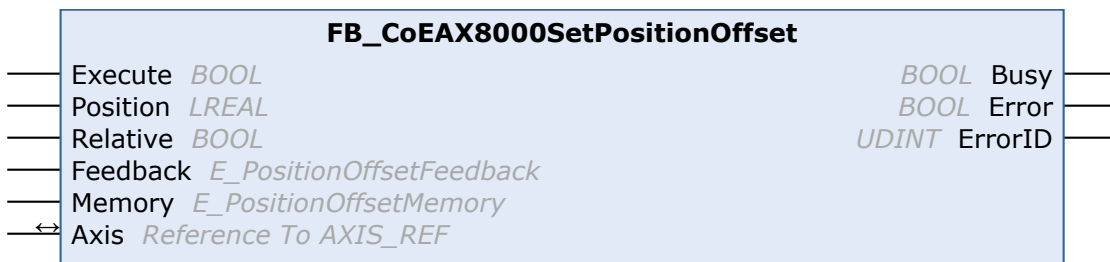 FB_CoEAX8000SetPositionOffset
Execute BOOL BOOL Busy
Position LREAL BOOL Error
Relative BOOL UDINT ErrorID
Feedback E_PositionOffsetFeedback
Memory E_PositionOffsetMemory
↔ Axis Reference To AXIS_REF